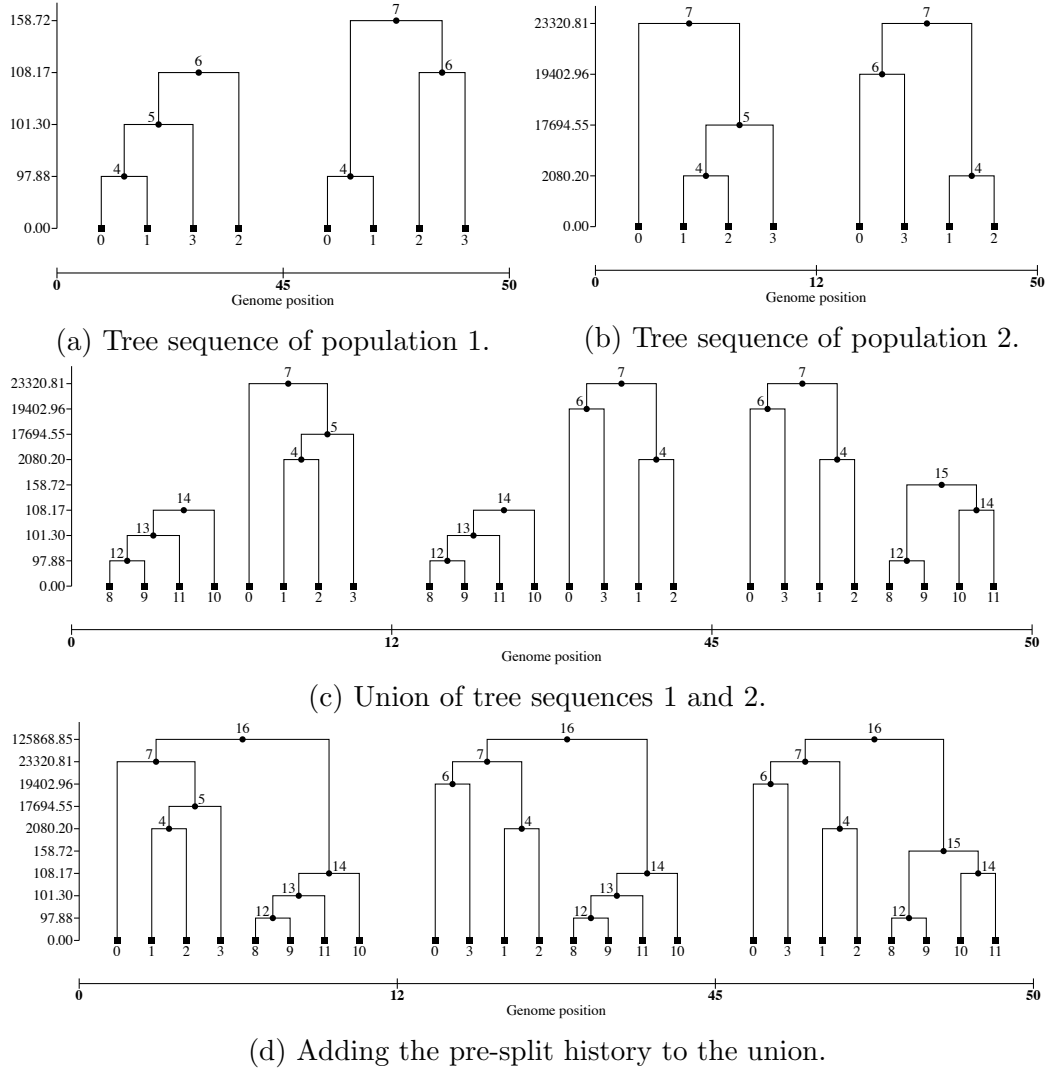 158.72
108.17
101.30
97.88
0.00
7
6
6
5
4
4
0 1 3 2 0 1 2 3
0 45 50
Genome position
(a) Tree sequence of population 1.
23320.81
19402.96
17694.55
2080.20
0.00
7 7
6
5
4 4
0 1 2 3 0 3 1 2
0 12 50
Genome position
(b) Tree sequence of population 2.
23320.81
19402.96
17694.55
2080.20
158.72
108.17
101.30
97.88
0.00
7 7 7
6 6
5
4 4 4
15
14 14 14
13 13
12 12 12
8 9 11 10 0 1 2 3 8 9 11 10 0 3 1 2 0 3 1 2 8 9 10 11
0 12 45 50
Genome position
(c) Union of tree sequences 1 and 2.
125868.85
23320.81
19402.96
17694.55
2080.20
158.72
108.17
101.30
97.88
0.00
16 16 16
7 7 7
6 6
5
4 4 4
15
14 14 14
13 13
12 12 12
0 1 2 3 8 9 11 10 0 3 1 2 8 9 11 10 0 3 1 2 8 9 10 11
0 12 45 50
Genome position
(d) Adding the pre-split history to the union.